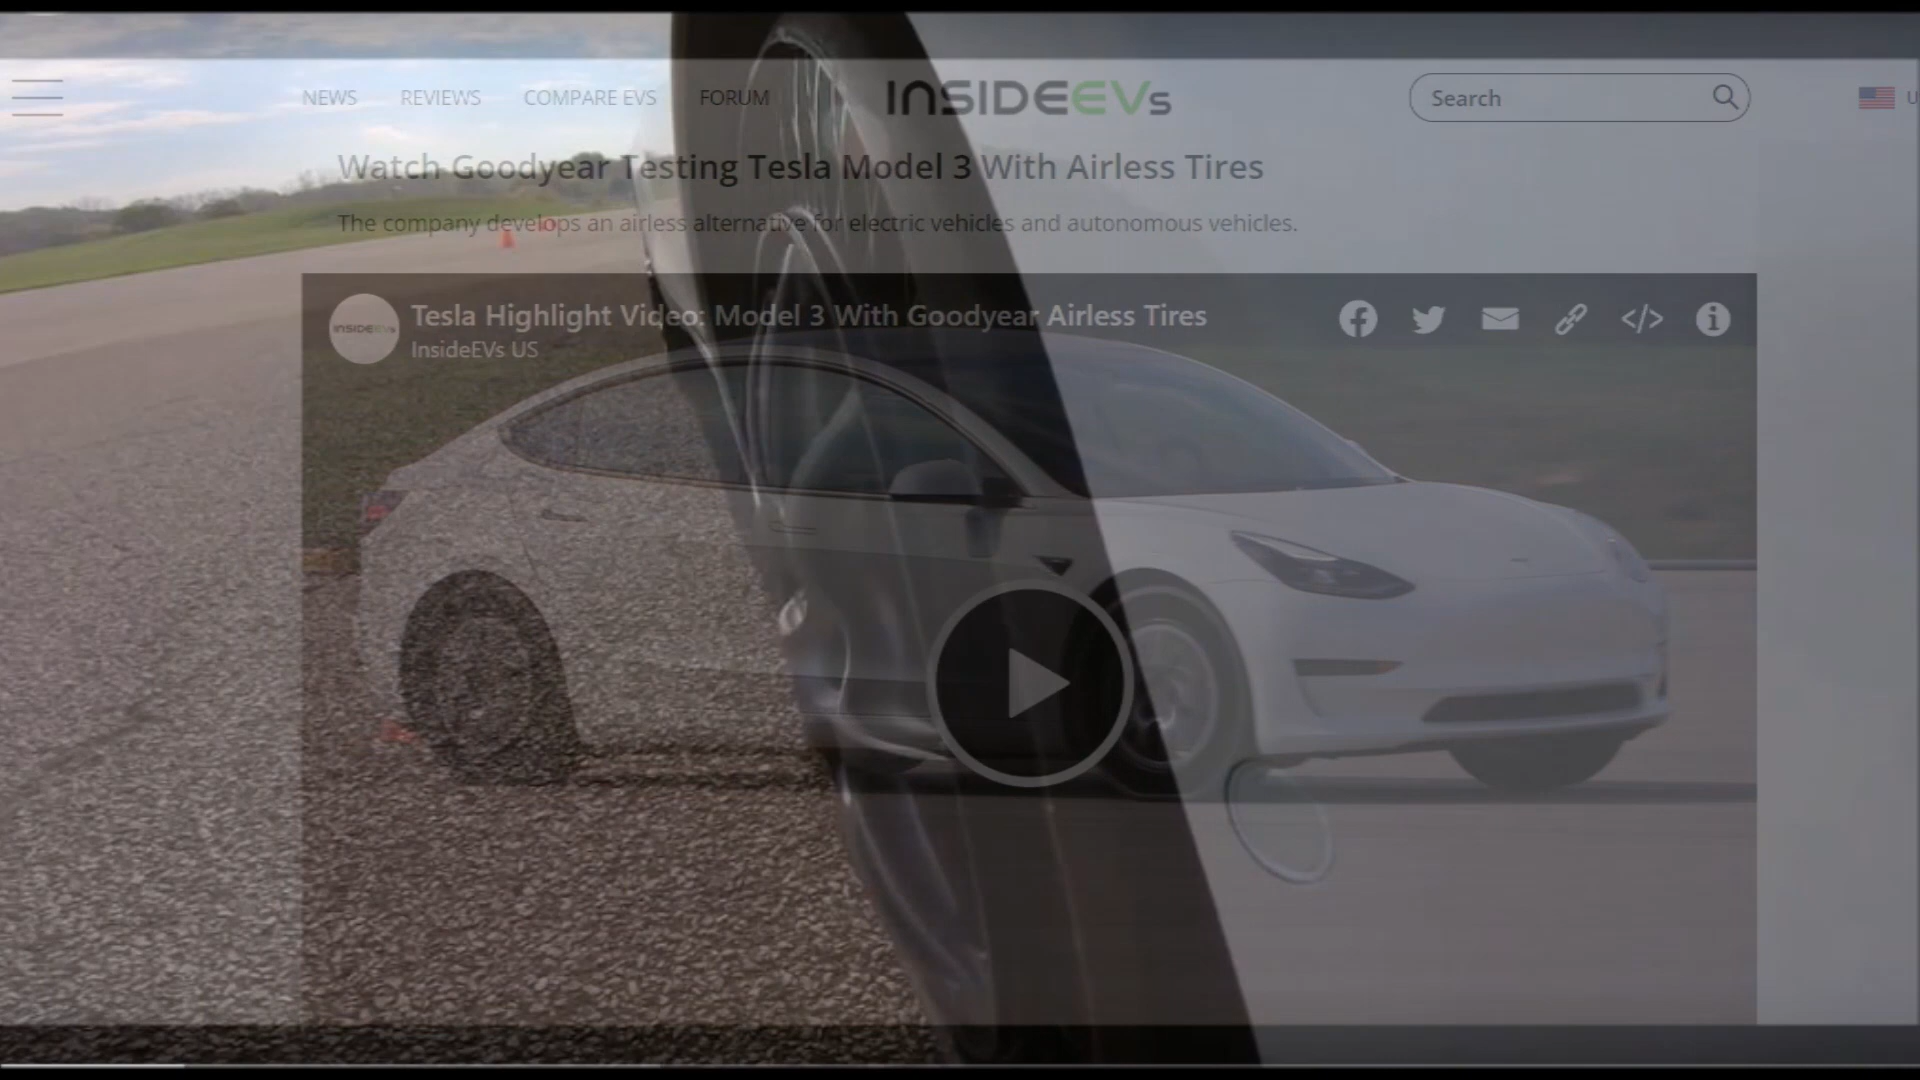 NEWS REVIEWS COMPARE EVS FORUM INSIDEEVs Search
Watch Goodyear Testing Tesla Model 3 With Airless Tires
The company develops an airless alternative for electric vehicles and autonomous vehicles.
INSIDEEVs
Tesla Highlight Video: Model 3 With Goodyear Airless Tires
InsideEVs US